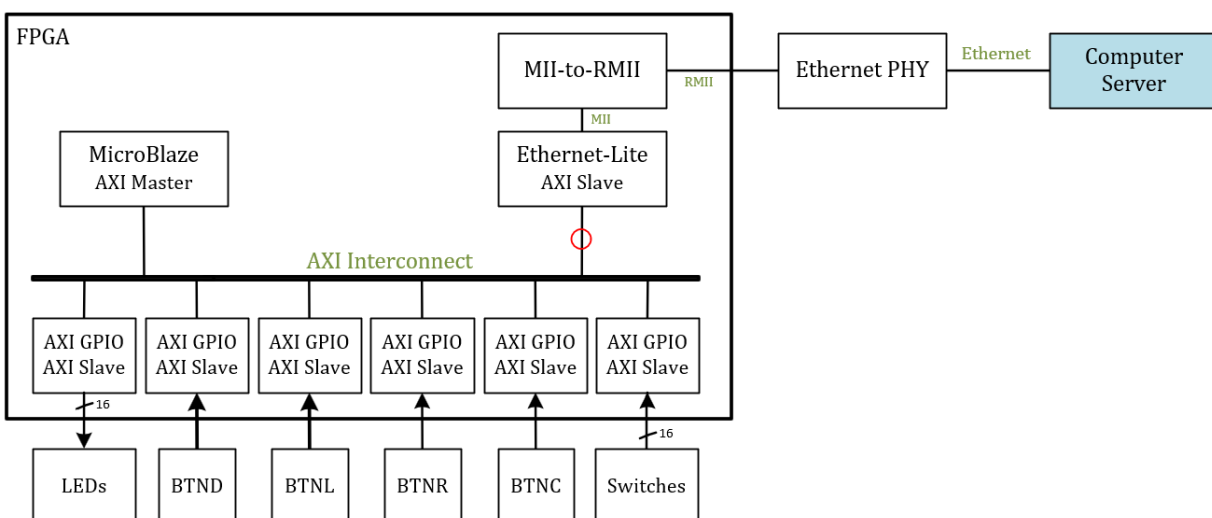 FPGA
MII-to-RMII
RMII
Ethernet PHY
Ethernet
Computer
Server
MII
MicroBlaze
AXI Master
Ethernet-Lite
AXI Slave
AXI Interconnect
AXI GPIO
AXI Slave
AXI GPIO
AXI Slave
AXI GPIO
AXI Slave
AXI GPIO
AXI Slave
AXI GPIO
AXI Slave
AXI GPIO
AXI Slave
16
16
LEDs
BTND
BTNL
BTNR
BTNC
Switches